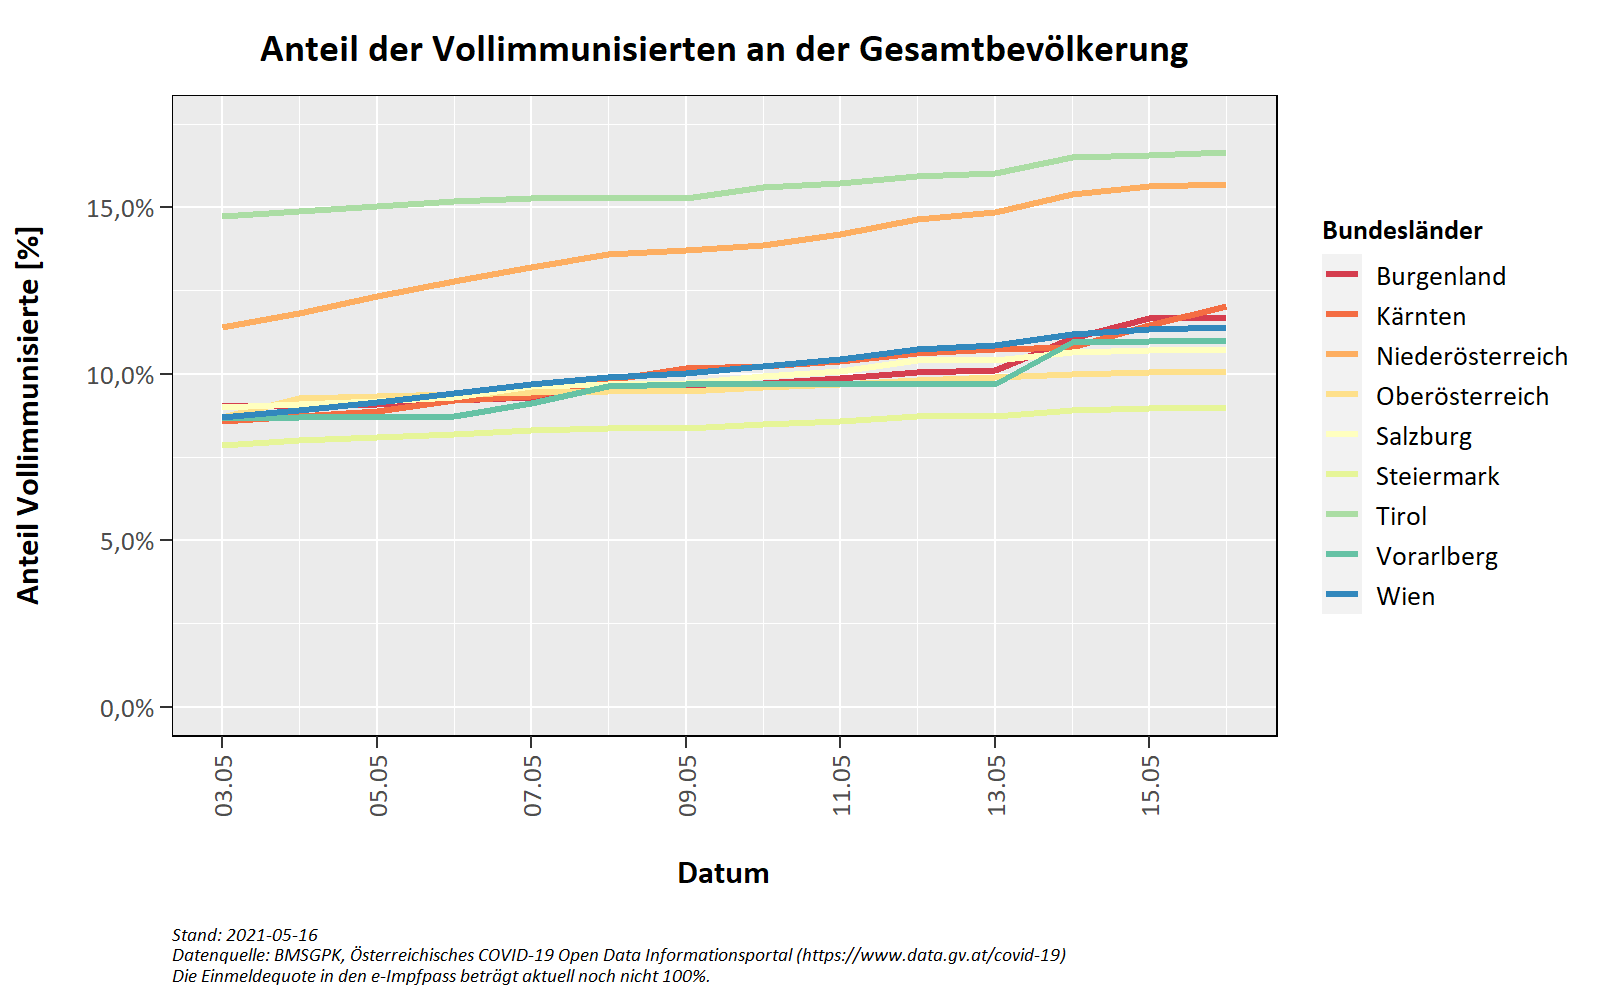 Anteil der Vollimmunisierten an der Gesamtbevölkerung
Anteil Vollimmunisierte [%]
15,0%
10,0%
5,0%
0,0%
03.05
05.05
07.05
09.05
11.05
13.05
15.05
Datum
Bundesländer
Burgenland
Kärnten
Niederösterreich
Oberösterreich
Salzburg
Steiermark
Tirol
Vorarlberg
Wien
Stand: 2021-05-16
Datenquelle: BMSGPK, Österreichisches COVID-19 Open Data Informationsportal (https://www.data.gv.at/covid-19)
Die Einmeldequote in den e-Impfpass beträgt aktuell noch nicht 100%.